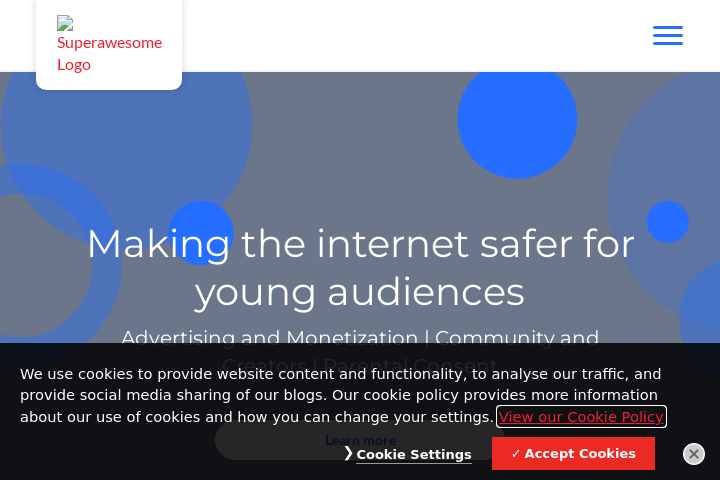 Superawesome
Logo
Making the internet safer for
young audiences
Advertising and Monetization | Community and
Creators | Parental Consent
We use cookies to provide website content and functionality, to analyse our traffic, and
provide social media sharing of our blogs. Our cookie policy provides more information
about our use of cookies and how you can change your settings. View our Cookie Policy
Learn more
❯ Cookie Settings
✓ Accept Cookies